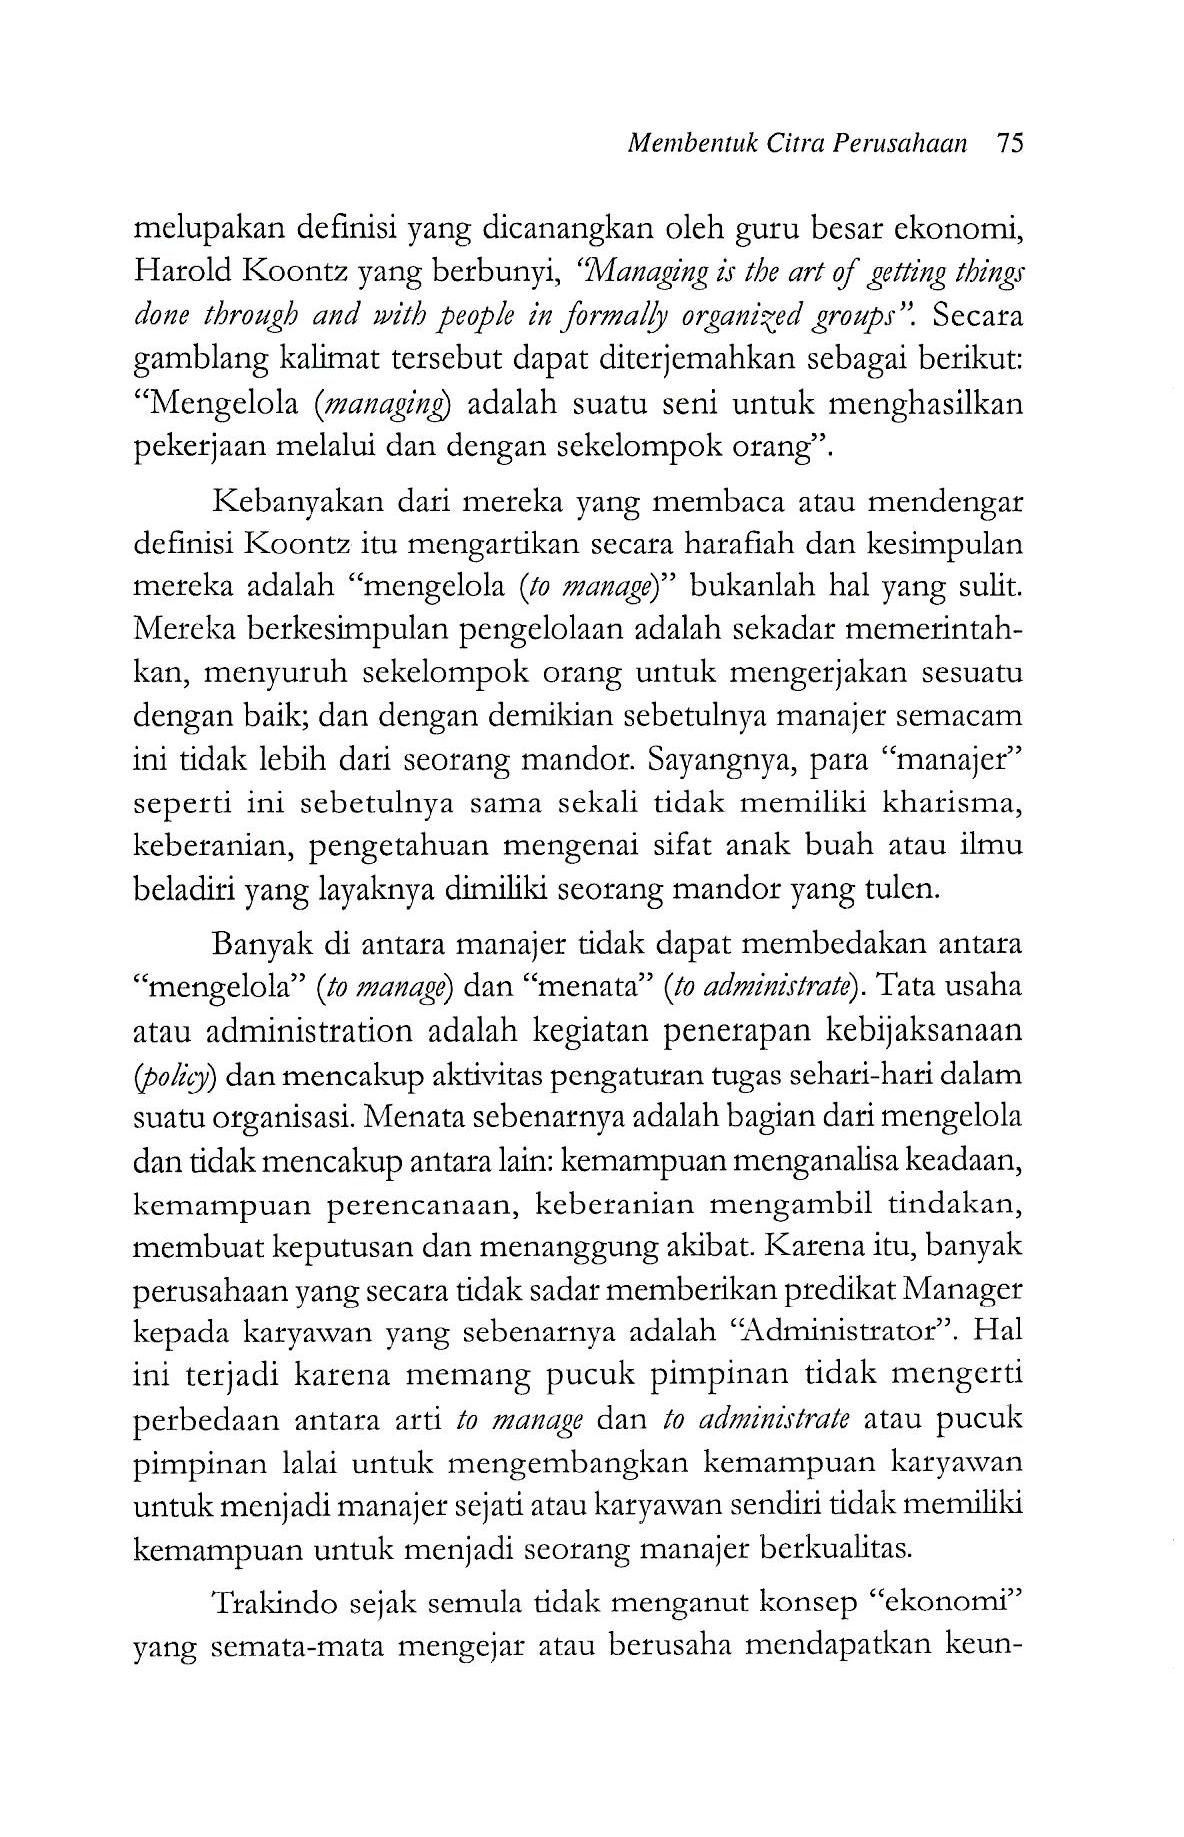 Membentuk Citra Perusahaan 75
melupakan definisi yang dicanangkan oleh guru besar ekonomi,
Harold Koontz yang berbunyi, “Managing is the art of getting things
done through and with people in formally organized groups”. Secara
gamblang kalimat tersebut dapat diterjemahkan sebagai berikut:
“Mengelola (managing) adalah suatu seni untuk menghasilkan
pekerjaan melalui dan dengan sekelompok orang”.
Kebanyakan dari mereka yang membaca atau mendengar
definisi Koontz itu mengartikan secara harafiah dan kesimpulan
mereka adalah “mengelola (to manage)” bukanlah hal yang sulit.
Mereka berkesimpulan pengelolaan adalah sekadar memerintah-
kan, menyuruh sekelompok orang untuk mengerjakan sesuatu
dengan baik; dan dengan demikian sebetulnya manajer semacam
ini tidak lebih dari seorang mandor. Sayangnya, para “manajer”
seperti ini sebetulnya sama sekali tidak memiliki kharisma,
keberanian, pengetahuan mengenai sifat anak buah atau ilmu
beladiri yang layaknya dimiliki seorang mandor yang tulen.
Banyak di antara manajer tidak dapat membedakan antara
“mengelola” (to manage) dan “menata” (to administrate). Tata usaha
atau administration adalah kegiatan penerapan kebijaksanaan
(policy) dan mencakup aktivitas pengaturan tugas sehari-hari dalam
suatu organisasi. Menata sebenarnya adalah bagian dari mengelola
dan tidak mencakup antara lain: kemampuan menganalisa keadaan,
kemampuan perencanaan, keberanian mengambil tindakan,
membuat keputusan dan menanggung akibat. Karena itu, banyak
perusahaan yang secara tidak sadar memberikan predikat Manager
kepada karyawan yang sebenarnya adalah “Administrator”. Hal
ini terjadi karena memang pucuk pimpinan tidak mengerti
perbedaan antara arti to manage dan to administrate atau pucuk
pimpinan lalai untuk mengembangkan kemampuan karyawan
untuk menjadi manajer sejati atau karyawan sendiri tidak memiliki
kemampuan untuk menjadi seorang manajer berkualitas.
Trakindo sejak semula tidak menganut konsep “ekonomi”
yang semata-mata mengejar atau berusaha mendapatkan keun-